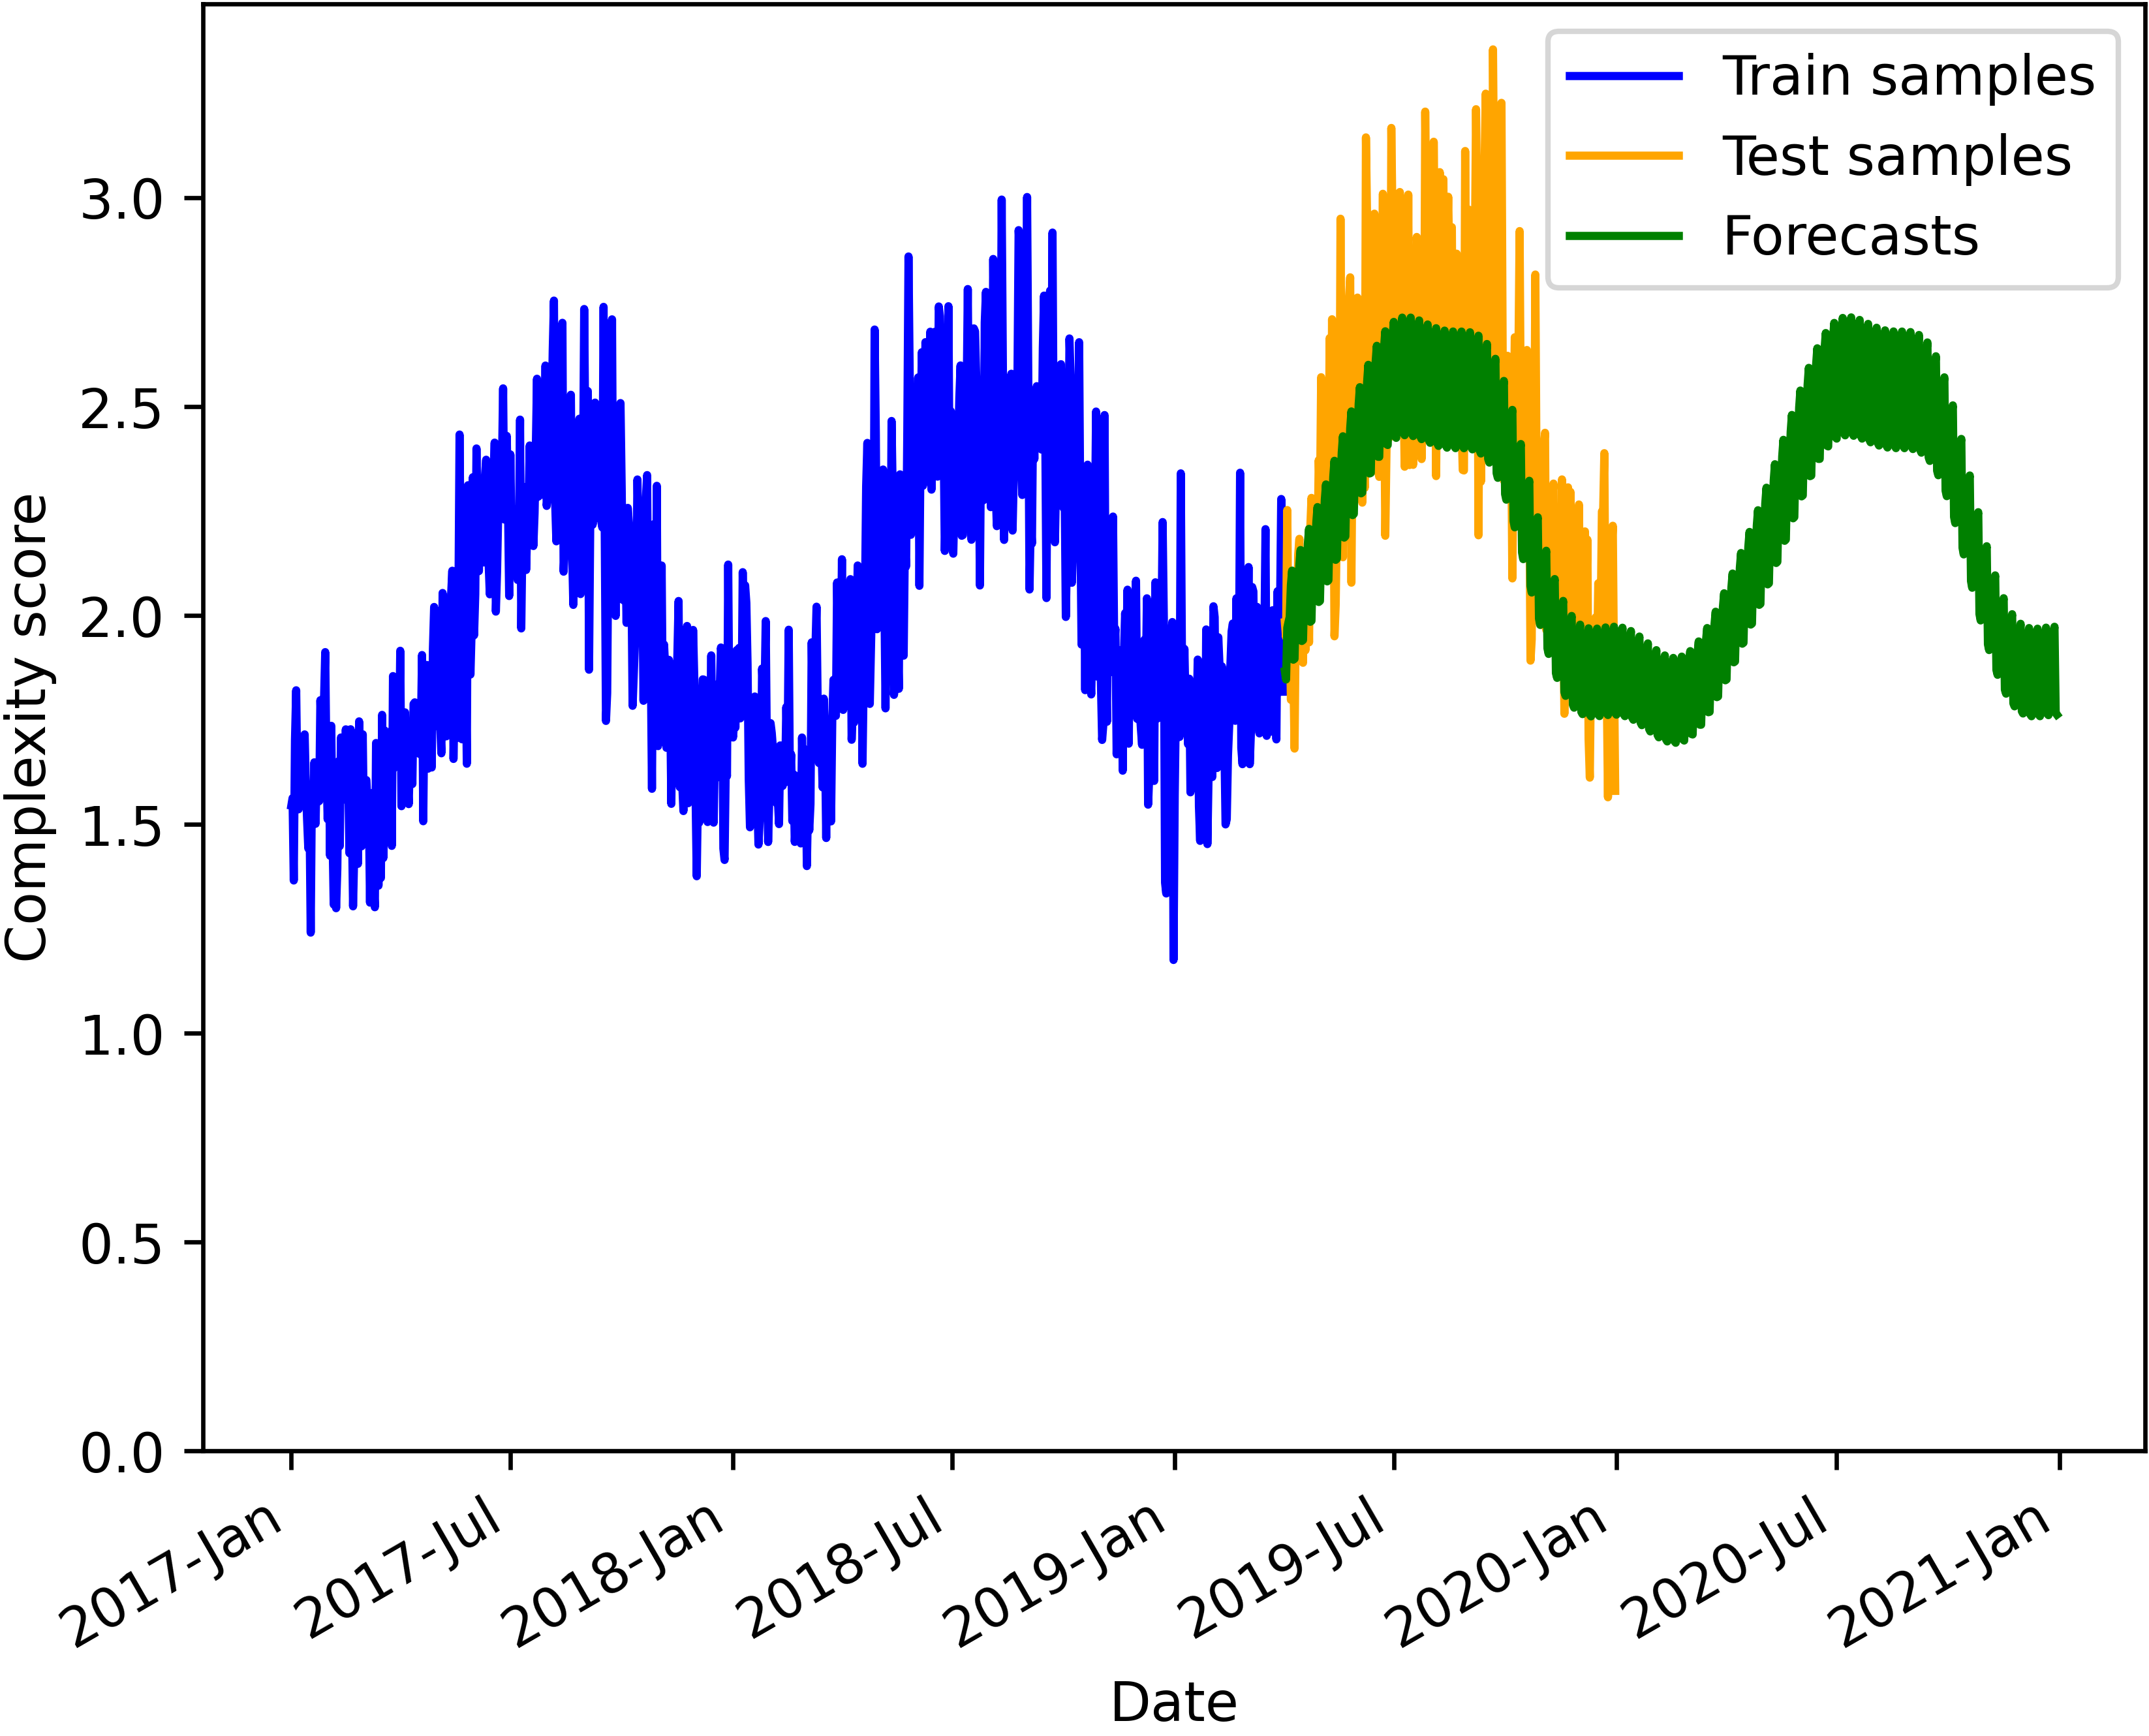 Train samples
Test samples
Forecasts
Complexity score
3.0
2.5
2.0
1.5
1.0
0.5
0.0
2017-Jan
2017-Jul
2018-Jan
2018-Jul
2019-Jan
2019-Jul
2020-Jan
2020-Jul
2021-Jan
Date